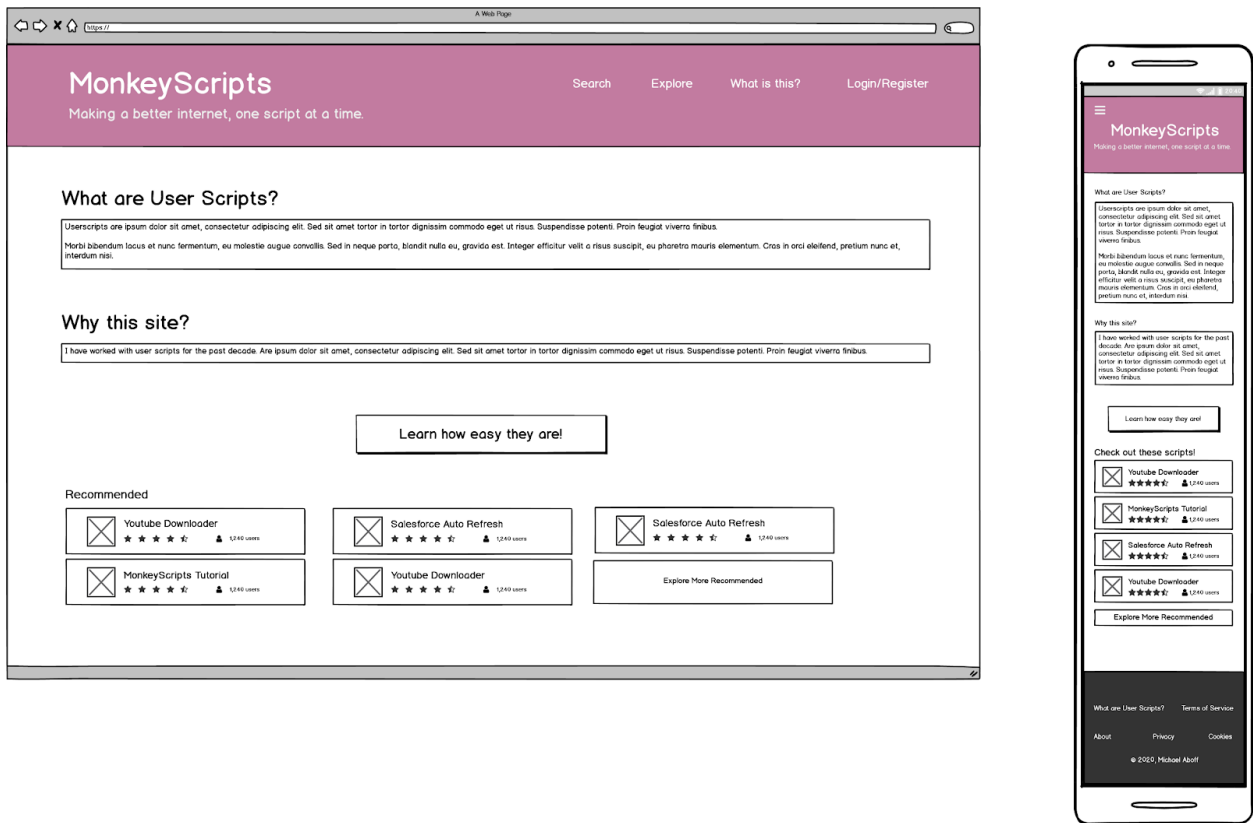 A Web Page
https://
MonkeyScripts
Making a better internet, one script at a time.
Search
Explore
What is this?
Login/Register
What are User Scripts?
Userscripts are ipsum dolor sit amet, consectetur adipiscing elit. Sed sit amet tortor in tortor dignissim commodo eget ut risus. Suspendisse potenti. Proin feugiat viverra finibus.
Morbi bibendum lacus et nunc fermentum, eu molestie augue convallis. Sed in neque porta, blandit nulla eu, gravida est. Integer efficitur velit a risus suscipit, eu pharetra mauris elementum. Cras in orci eleifend, pretium nunc et,
interdum nisi.
Why this site?
I have worked with user scripts for the past decade. Are ipsum dolor sit amet, consectetur adipiscing elit. Sed sit amet tortor in tortor dignissim commodo eget ut risus. Suspendisse potenti. Proin feugiat viverra finibus.
Learn how easy they are!
Recommended
Youtube Downloader
1,240 users
Salesforce Auto Refresh
1,240 users
Salesforce Auto Refresh
1,240 users
MonkeyScripts Tutorial
1,240 users
Youtube Downloader
1,240 users
Explore More Recommended
MonkeyScripts
Making a better internet, one script at a time.
What are User Scripts?
Userscripts are ipsum dolor sit amet,
consectetur adipiscing elit. Sed sit amet
tortor in tortor dignissim commodo eget ut
risus. Suspendisse potenti. Proin feugiat
viverra finibus.
Morbi bibendum lacus et nunc fermentum,
eu molestie augue convallis. Sed in neque
porta, blandit nulla eu, gravida est. Integer
efficitur velit a risus suscipit, eu pharetra
mauris elementum. Cras in orci eleifend,
pretium nunc et, interdum nisi.
Why this site?
I have worked with user scripts for the past
decade. Are ipsum dolor sit amet,
consectetur adipiscing elit. Sed sit amet
tortor in tortor dignissim commodo eget ut
risus. Suspendisse potenti. Proin feugiat
viverra finibus.
Learn how easy they are!
Check out these scripts!
Youtube Downloader
1,240 users
MonkeyScripts Tutorial
1,240 users
Salesforce Auto Refresh
1,240 users
Youtube Downloader
1,240 users
Explore More Recommended
What are User Scripts?
Terms of Service
About
Privacy
Cookies
© 2020, Michael Aboff